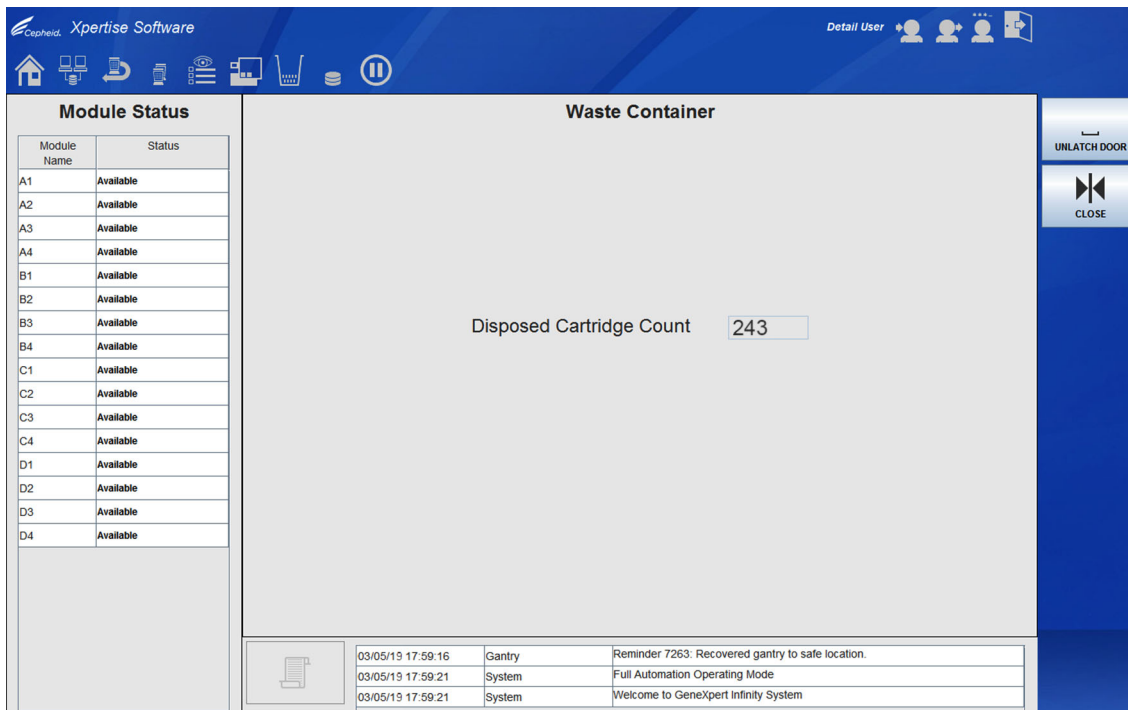 Cepheid. Xpertise Software
Detail User
Module Status
Module Name Status
A1 Available
A2 Available
A3 Available
A4 Available
B1 Available
B2 Available
B3 Available
B4 Available
C1 Available
C2 Available
C3 Available
C4 Available
D1 Available
D2 Available
D3 Available
D4 Available
Waste Container
Disposed Cartridge Count 243
UNLATCH DOOR
CLOSE
03/05/19 17:59:16 Gantry Reminder 7263: Recovered gantry to safe location.
03/05/19 17:59:21 System Full Automation Operating Mode
03/05/19 17:59:21 System Welcome to GeneXpert Infinity System